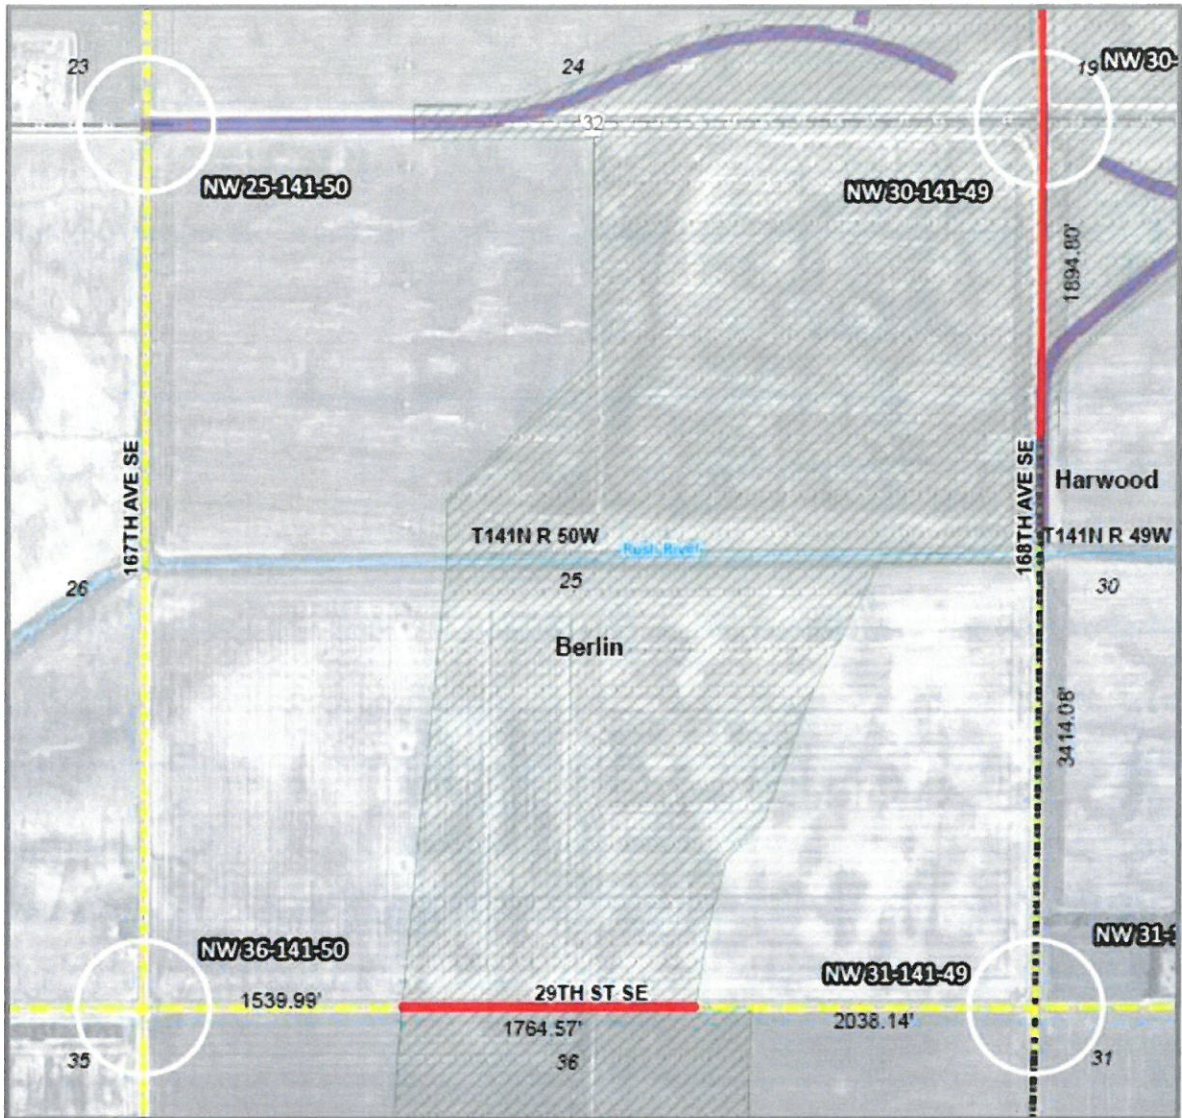 23
24
19
NW 30-
32
NW 25-141-50
NW 30-141-49
1894.80'
167TH AVE SE
168TH AVE SE
Harwood
T141N R 50W
T141N R 49W
Rush River
26
25
30
Berlin
3414.08'
NW 36-141-50
NW 31-141-49
NW 31-
1539.99'
29TH ST SE
1764.57'
2038.14'
35
36
31